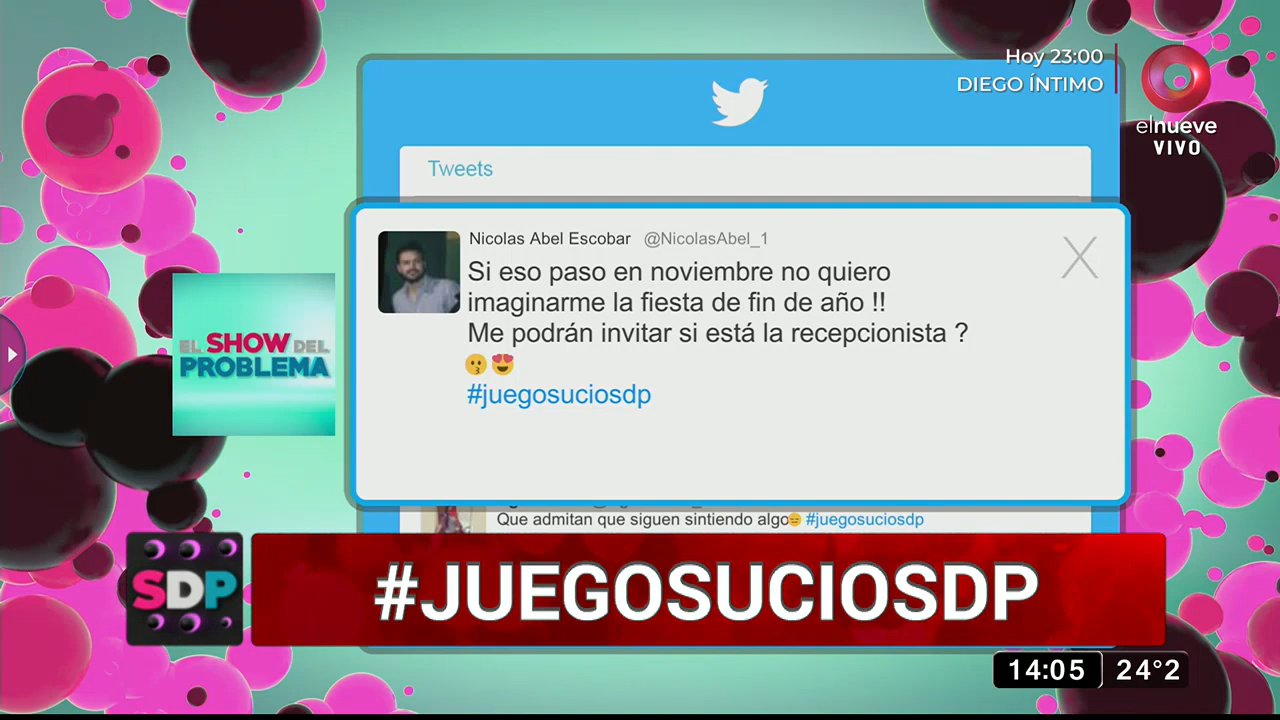 Hoy 23:00
DIEGO ÍNTIMO
elnueve
VIVO
Tweets
Nicolas Abel Escobar @NicolasAbel_1
Si eso paso en noviembre no quiero
imaginarme la fiesta de fin de año !!
Me podrán invitar si está la recepcionista ?
😗😍
#juegosuciosdp
EL SHOW DEL
PROBLEMA
Que admitan que siguen sintiendo algo😑 #juegosuciosdp
SDP
#JUEGOSUCIOSDP
14:05 24°2